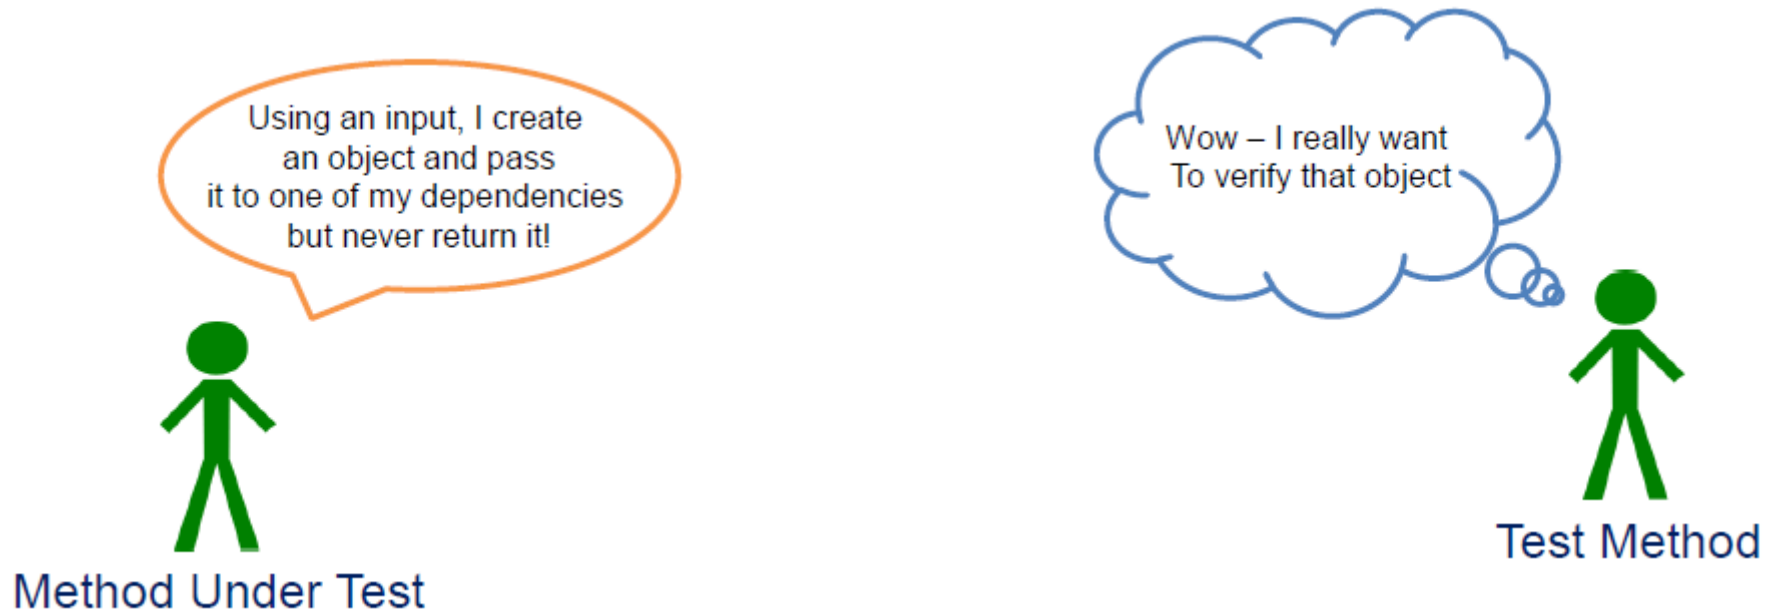 Using an input, I create
an object and pass
it to one of my dependencies
but never return it!
Wow – I really want
To verify that object
Method Under Test
Test Method